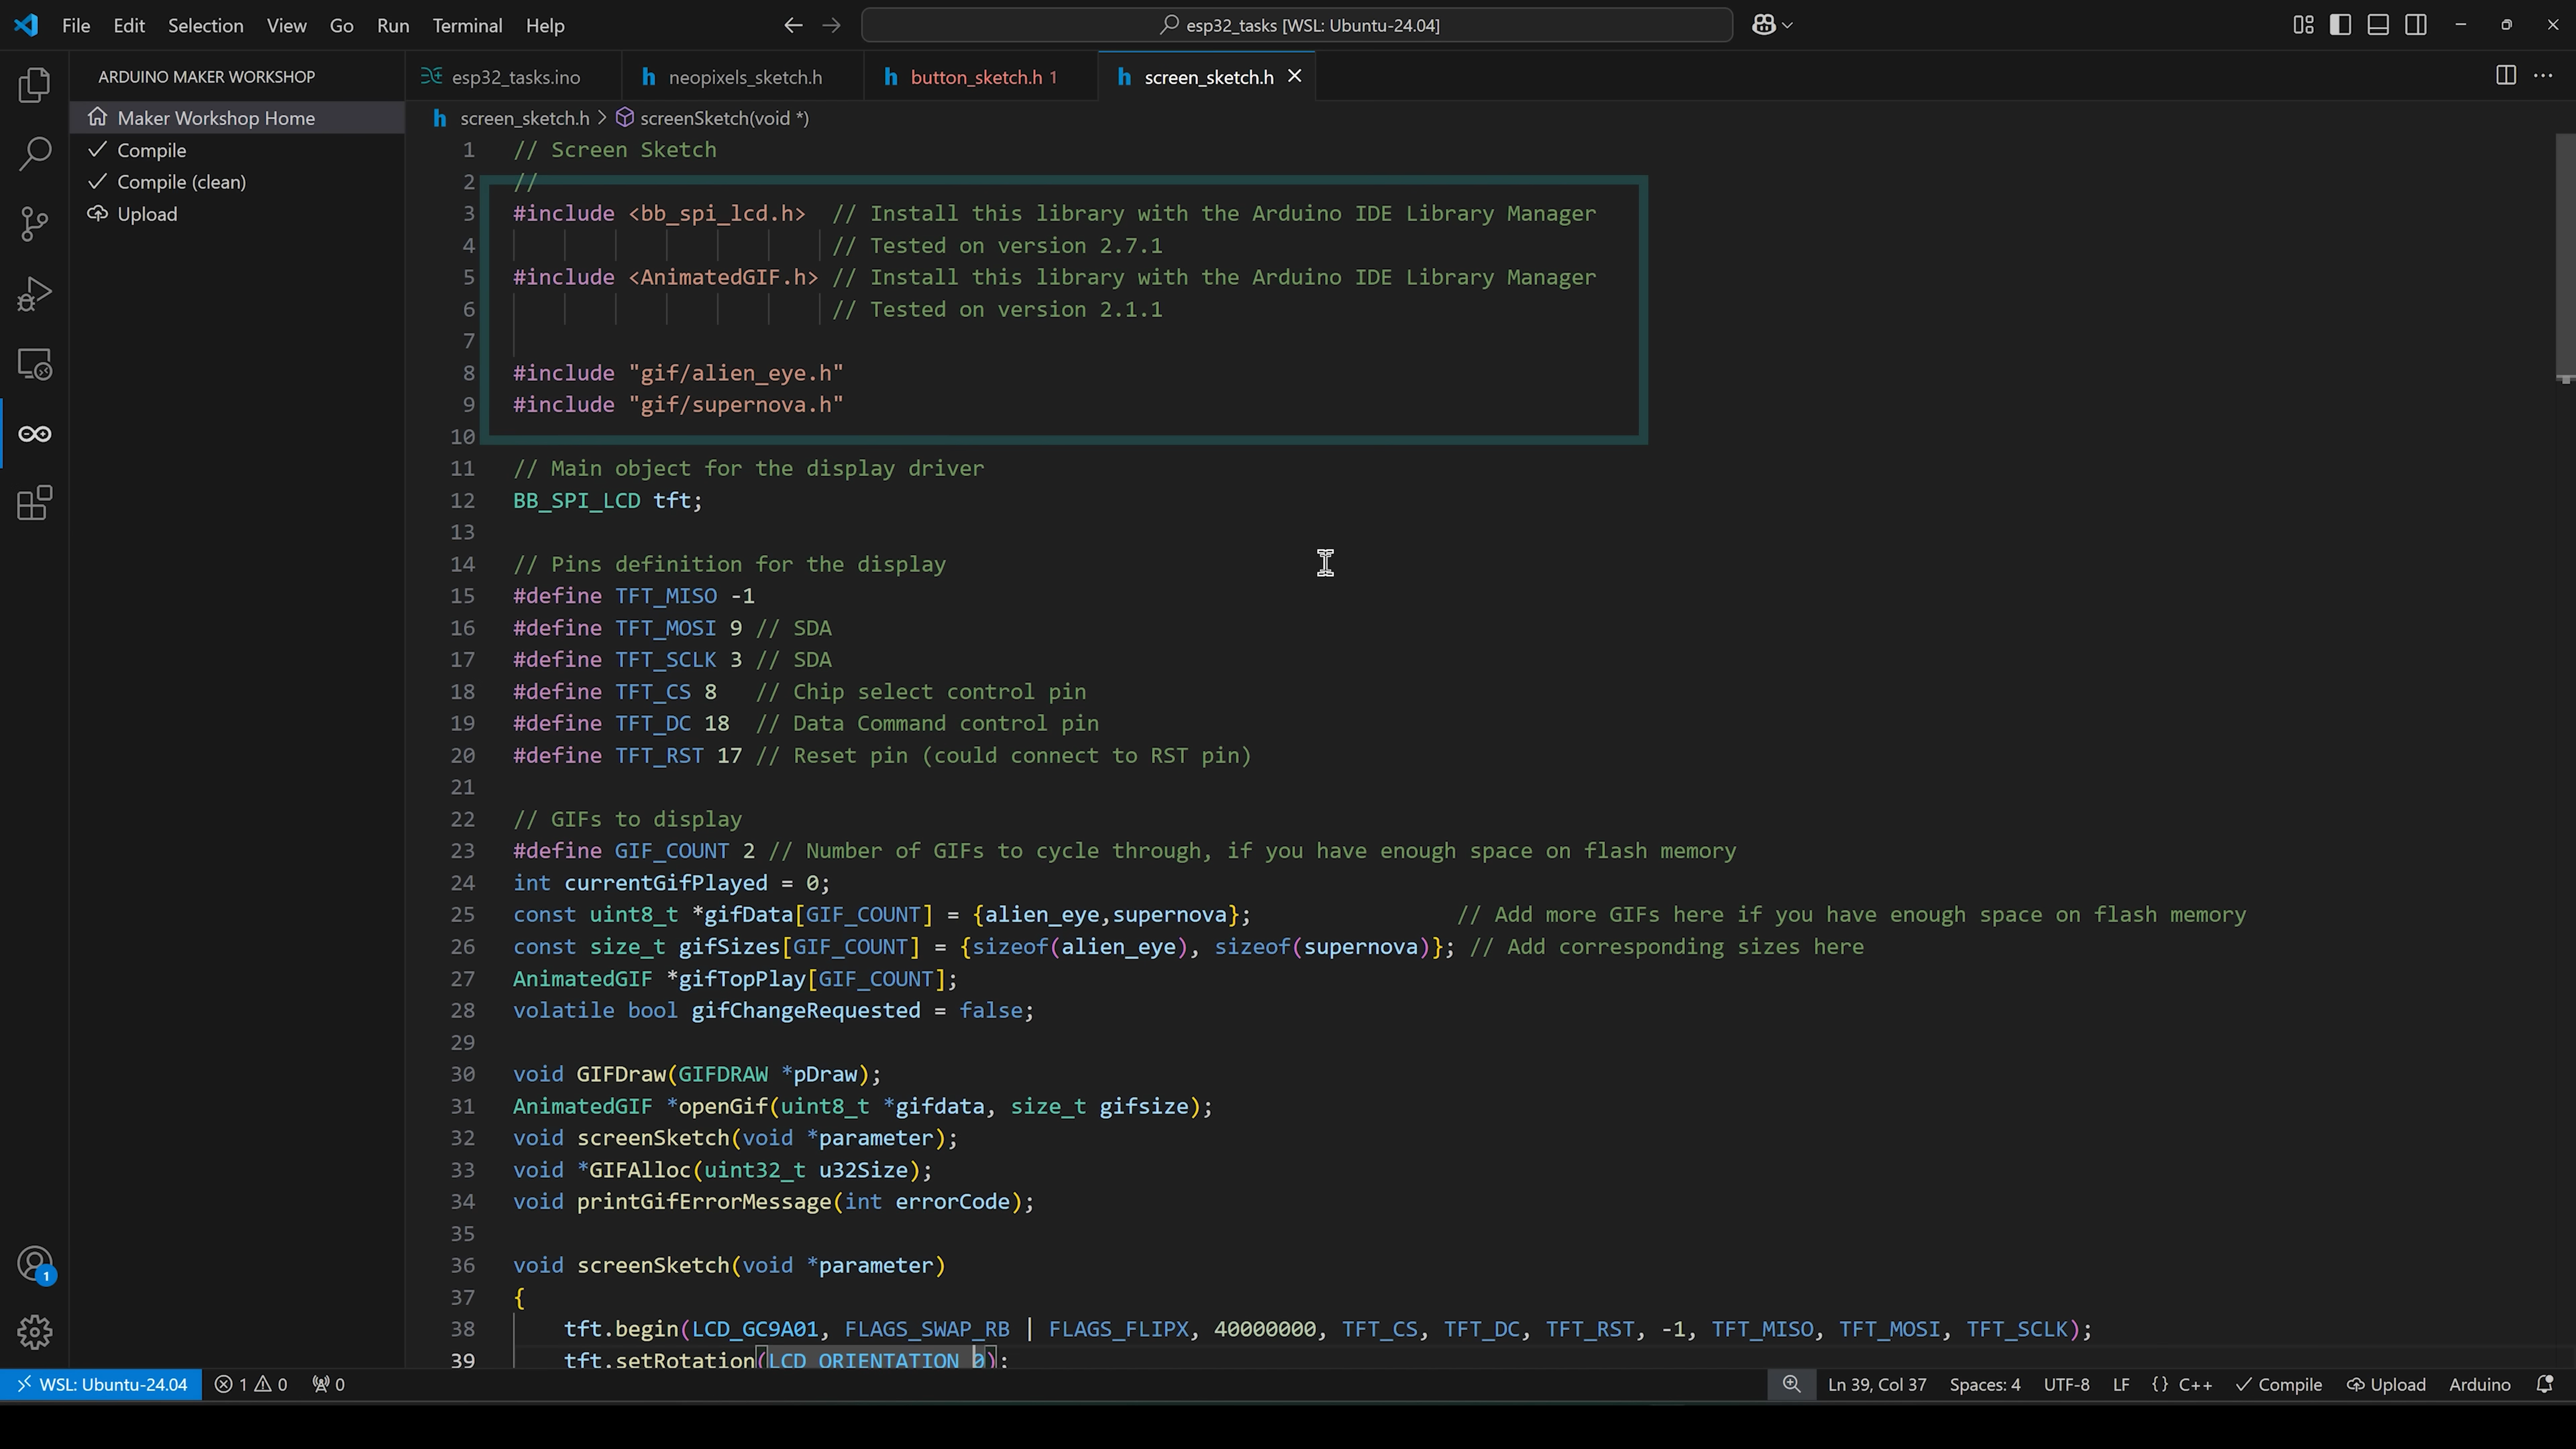 File Edit Selection View Go Run Terminal Help
esp32_tasks [WSL: Ubuntu-24.04]
ARDUINO MAKER WORKSHOP
Maker Workshop Home
Compile
Compile (clean)
Upload
esp32_tasks.ino
neopixels_sketch.h
button_sketch.h 1
screen_sketch.h
screen_sketch.h > screenSketch(void *)
1 // Screen Sketch
2 //
3 #include <bb_spi_lcd.h> // Install this library with the Arduino IDE Library Manager
4 // Tested on version 2.7.1
5 #include <AnimatedGIF.h> // Install this library with the Arduino IDE Library Manager
6 // Tested on version 2.1.1
7
8 #include "gif/alien_eye.h"
9 #include "gif/supernova.h"
10
11 // Main object for the display driver
12 BB_SPI_LCD tft;
13
14 // Pins definition for the display
15 #define TFT_MISO -1
16 #define TFT_MOSI 9 // SDA
17 #define TFT_SCLK 3 // SDA
18 #define TFT_CS 8 // Chip select control pin
19 #define TFT_DC 18 // Data Command control pin
20 #define TFT_RST 17 // Reset pin (could connect to RST pin)
21
22 // GIFs to display
23 #define GIF_COUNT 2 // Number of GIFs to cycle through, if you have enough space on flash memory
24 int currentGifPlayed = 0;
25 const uint8_t *gifData[GIF_COUNT] = {alien_eye,supernova}; // Add more GIFs here if you have enough space on flash memory
26 const size_t gifSizes[GIF_COUNT] = {sizeof(alien_eye), sizeof(supernova)}; // Add corresponding sizes here
27 AnimatedGIF *gifTopPlay[GIF_COUNT];
28 volatile bool gifChangeRequested = false;
29
30 void GIFDraw(GIFDRAW *pDraw);
31 AnimatedGIF *openGif(uint8_t *gifdata, size_t gifsize);
32 void screenSketch(void *parameter);
33 void *GIFAlloc(uint32_t u32Size);
34 void printGifErrorMessage(int errorCode);
35
36 void screenSketch(void *parameter)
37 {
38 tft.begin(LCD_GC9A01, FLAGS_SWAP_RB | FLAGS_FLIPX, 40000000, TFT_CS, TFT_DC, TFT_RST, -1, TFT_MISO, TFT_MOSI, TFT_SCLK);
39 tft.setRotation(LCD_ORIENTATION_0);
1
WSL: Ubuntu-24.04 1 0 0
Ln 39, Col 37 Spaces: 4 UTF-8 LF {} C++ Compile Upload Arduino